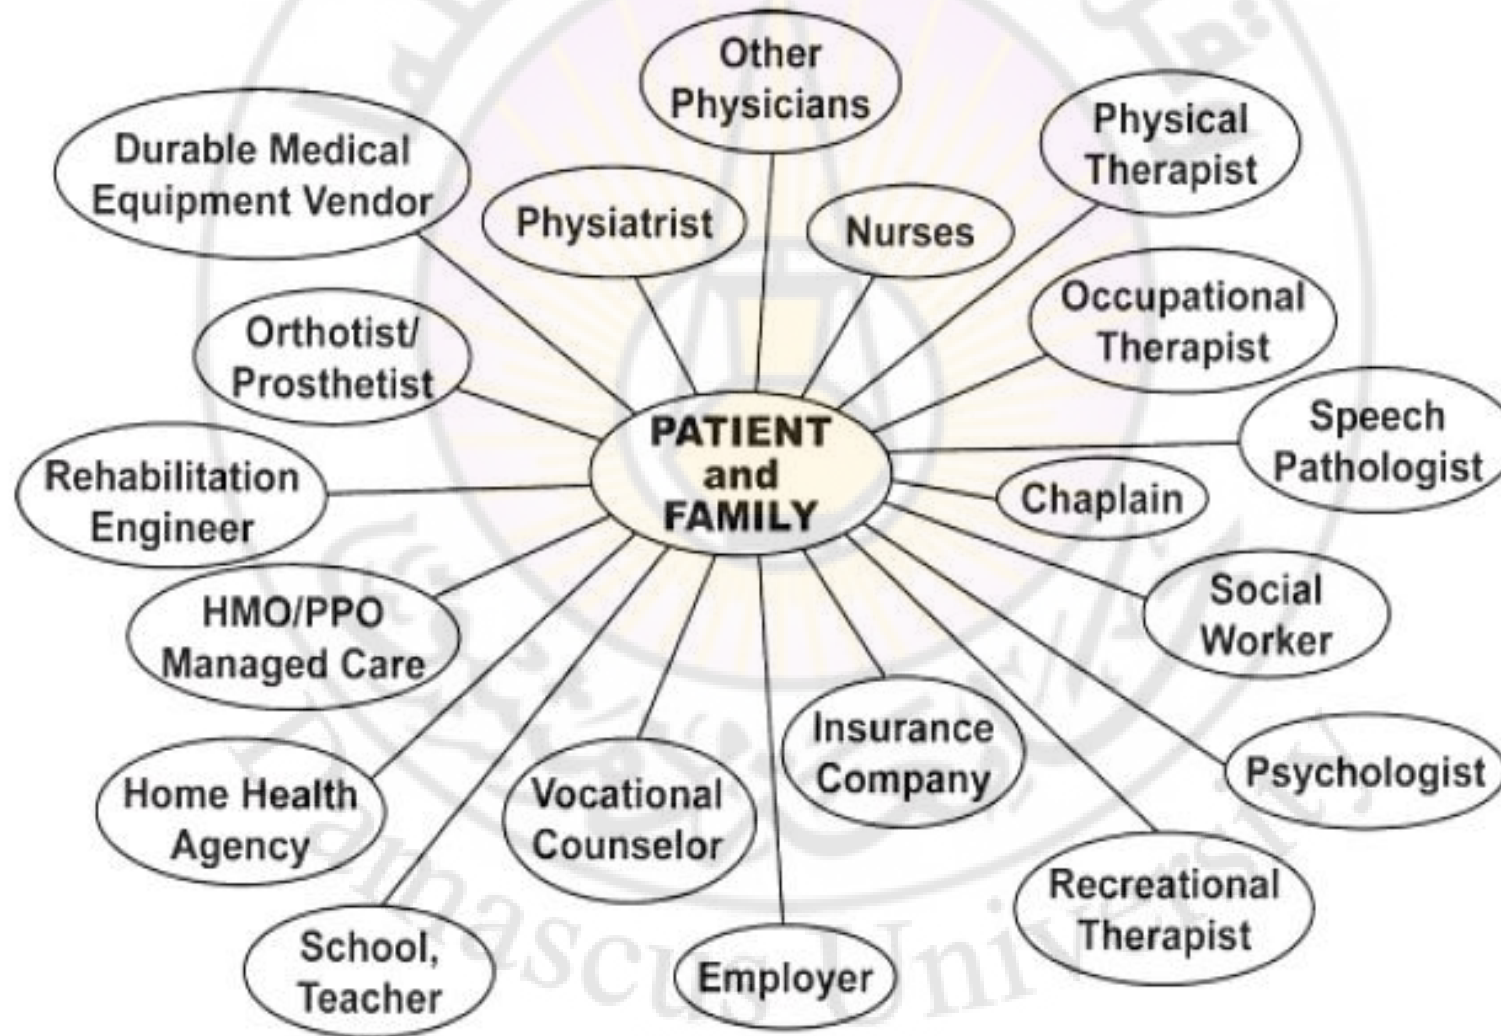 Other
Physicians
Physical
Therapist
Durable Medical
Equipment Vendor
Physiatrist
Nurses
Occupational
Therapist
Orthotist/
Prosthetist
Speech
Pathologist
PATIENT
and
FAMILY
Rehabilitation
Engineer
Chaplain
Social
Worker
HMO/PPO
Managed Care
Insurance
Company
Psychologist
Home Health
Agency
Vocational
Counselor
Recreational
Therapist
School,
Teacher
Employer
Damascus University